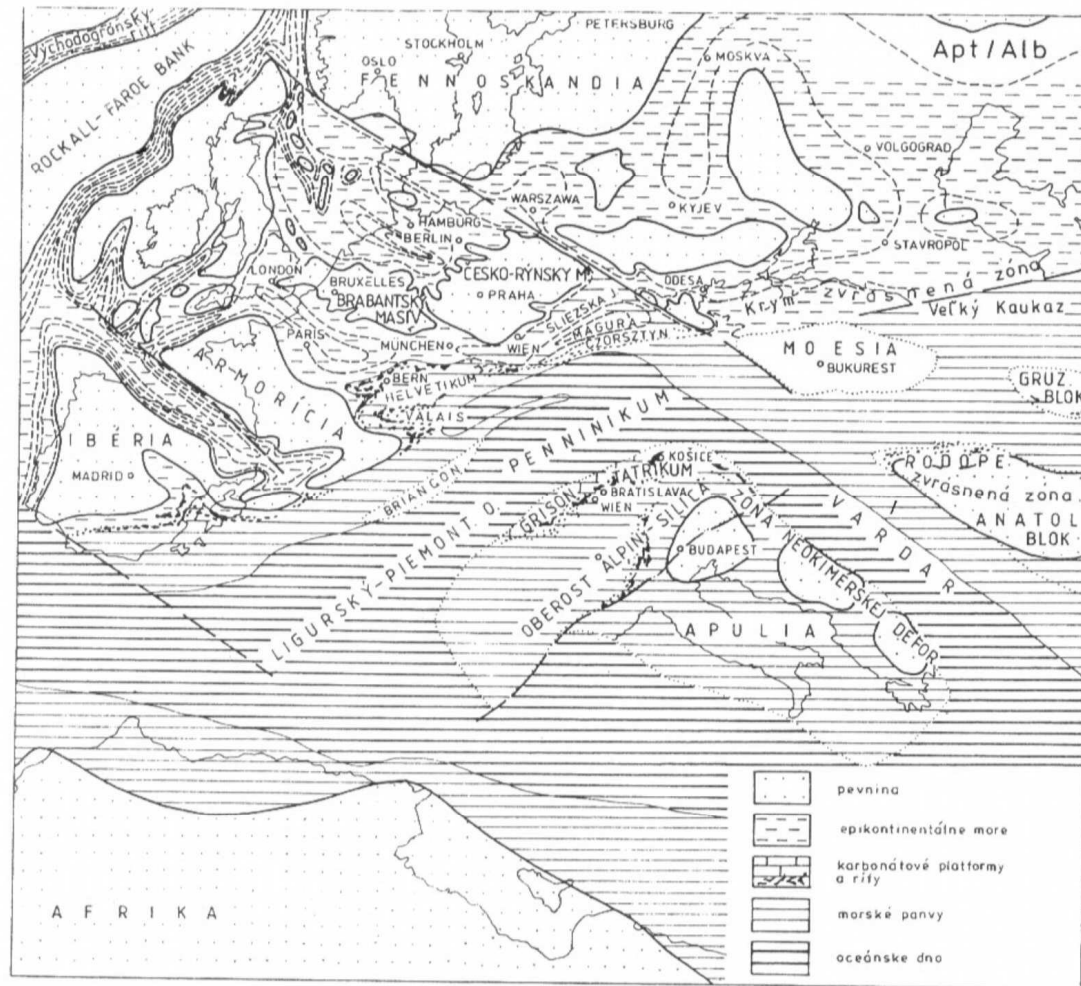 Východogrónsky
rift
ROCKALL-FAROE BANK
PETERSBURG
STOCKHOLM
OSLO
FENNOSKANDIA
MOSKVA
Apt/Alb
VOLGOGRAD
WARSZAWA
KYJEV
STAVROPOL
HAMBURG
BERLIN
LONDON
BRUXELLES
BRABANTSKÝ
MASÍV
ČESKO-RÝNSKY M.
PRAHA
ODESA
Krym - zvrásnená zóna
Veľký Kaukaz
PARIS
MÜNCHEN
WIEN
SLIEZSKA J.
MAGURA
CZORSZTYN
MOESIA
BUKUREST
GRUZ
BLOK
ARMORÍCIA
BERN
HELVETIKUM
VALAIS
IBÉRIA
MADRID
BRIANÇON
LIGURSKÝ-PIEMONT O. PENNINIKUM
GRISONY
TATRIKUM
KOŠICE
BRATISLAVA
WIEN
OBEROSTALPIN
SILICA
ZÓNA NEOKIMERSKEJ DEFOR.
BUDAPEST
VARDAR
RODOPE
zvrásnená zóna
ANATOL
BLOK
APULIA
AFRIKA
pevnina
epikontinentálne more
karbonátové platformy
a rify
morské panvy
oceánske dno